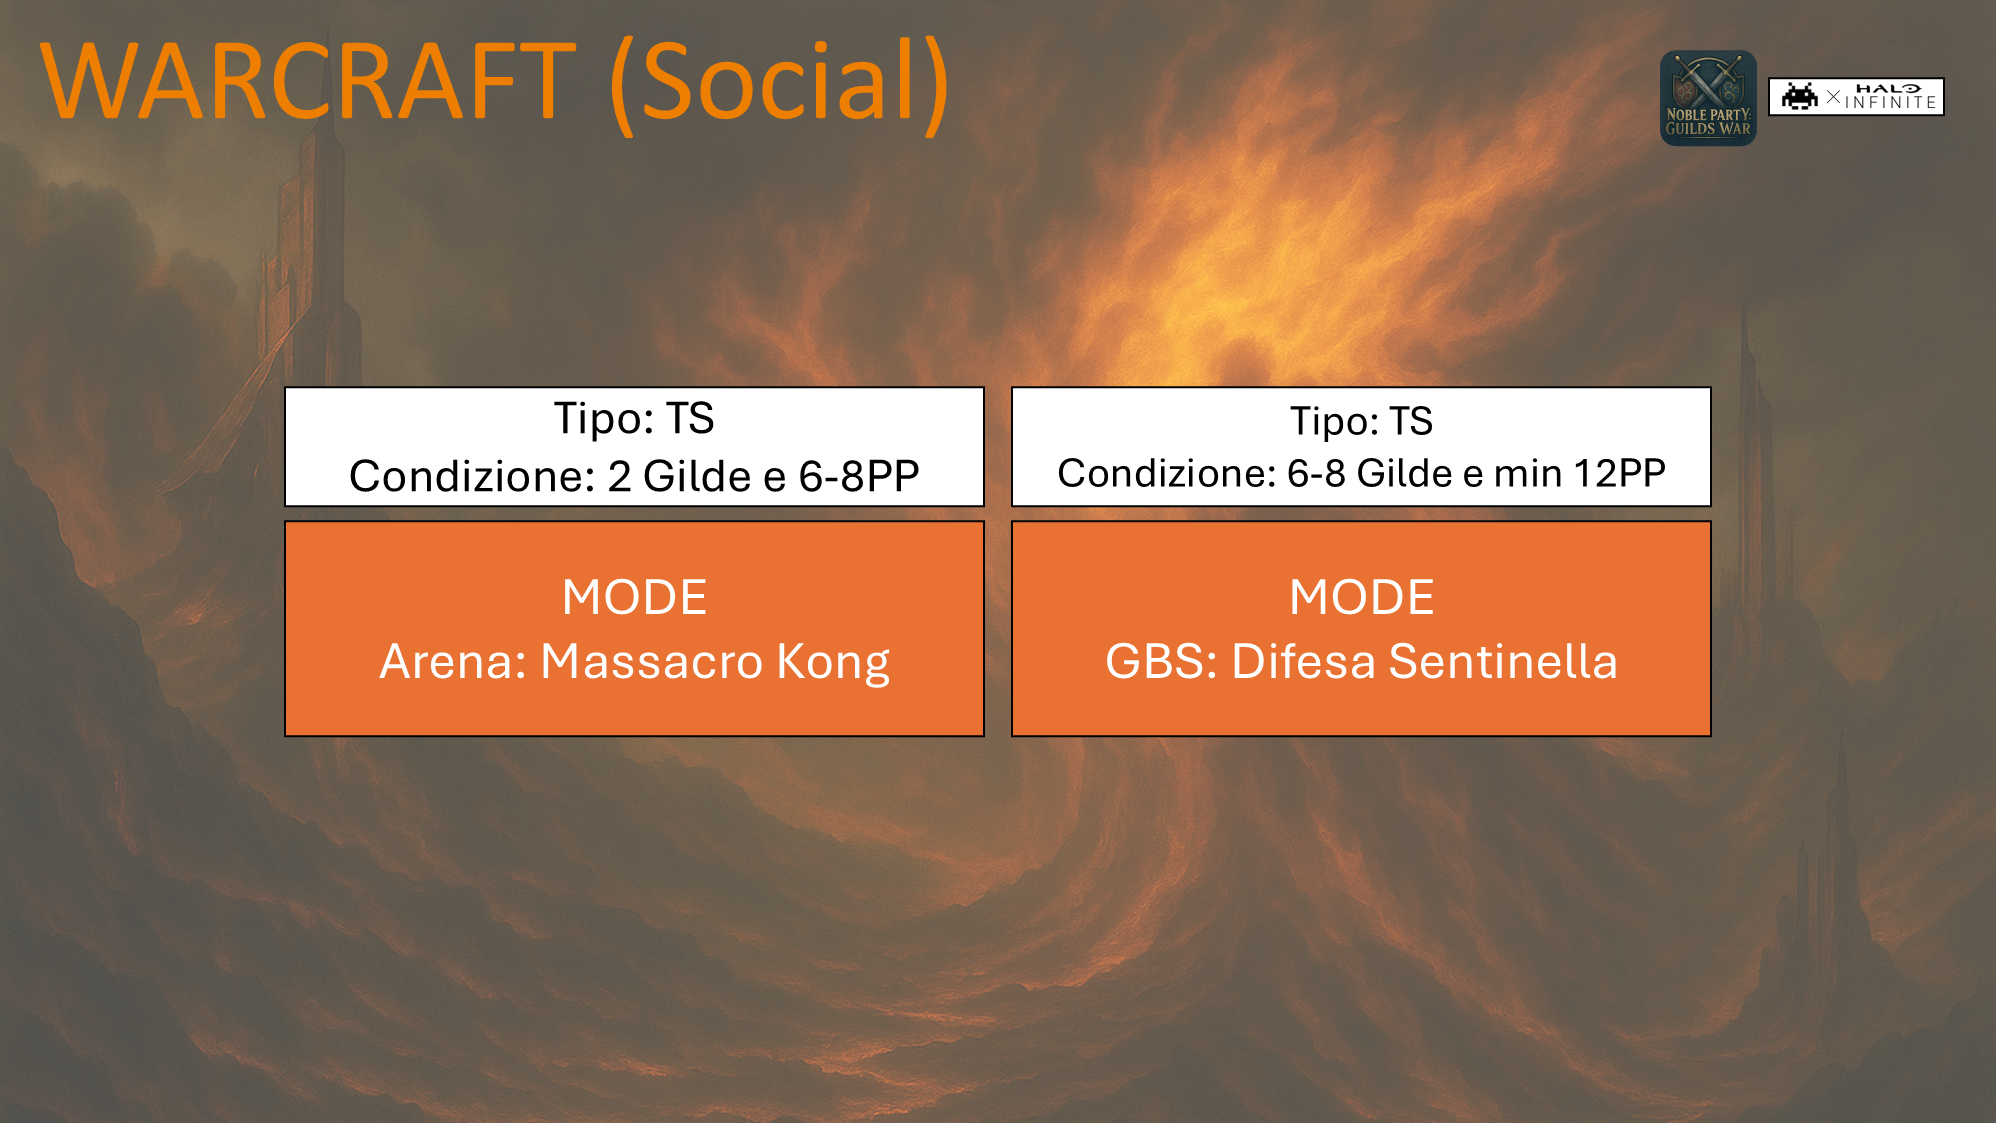 WARCRAFT (Social)
NOBLE PARTY:
GUILDS WAR
× HALO
INFINITE
Tipo: TS
Condizione: 2 Gilde e 6-8PP
Tipo: TS
Condizione: 6-8 Gilde e min 12PP
MODE
Arena: Massacro Kong
MODE
GBS: Difesa Sentinella